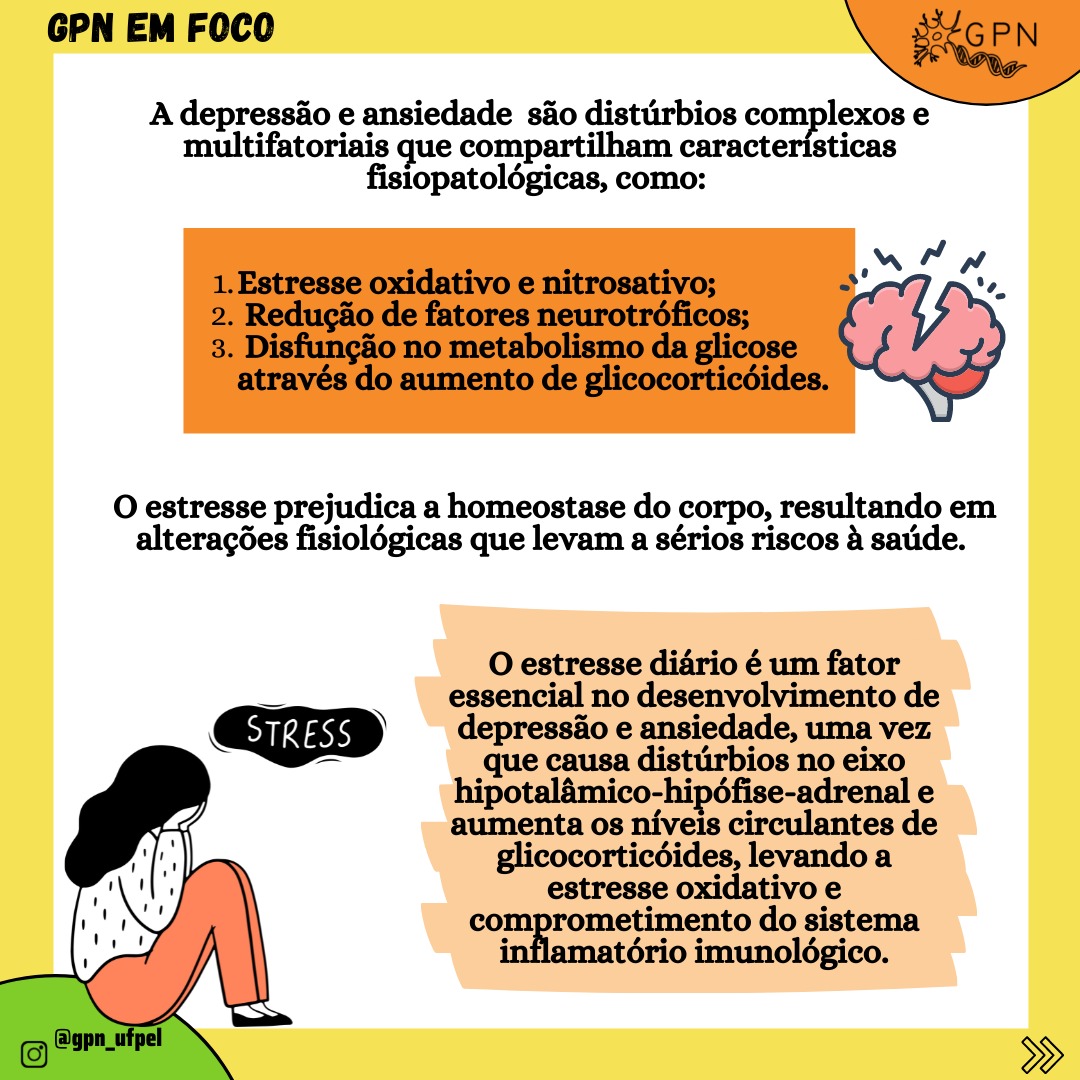 GPN EM FOCO
GPN
A depressão e ansiedade são distúrbios complexos e
multifatoriais que compartilham características
fisiopatológicas, como:
1. Estresse oxidativo e nitrosativo;
2. Redução de fatores neurotróficos;
3. Disfunção no metabolismo da glicose
através do aumento de glicocorticóides.
O estresse prejudica a homeostase do corpo, resultando em
alterações fisiológicas que levam a sérios riscos à saúde.
STRESS
O estresse diário é um fator
essencial no desenvolvimento de
depressão e ansiedade, uma vez
que causa distúrbios no eixo
hipotalâmico-hipófise-adrenal e
aumenta os níveis circulantes de
glicocorticóides, levando a
estresse oxidativo e
comprometimento do sistema
inflamatório imunológico.
@gpn_ufpel